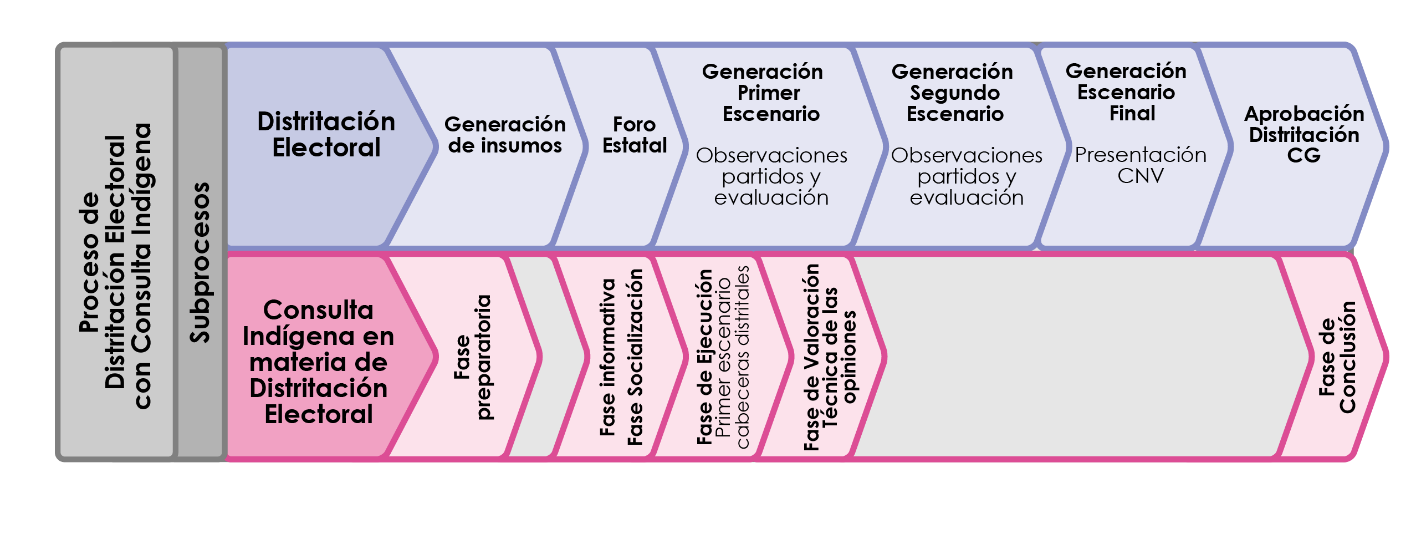 Proceso de
Distritación Electoral
con Consulta Indígena
Subprocesos
Distritación
Electoral
Generación
de insumos
Foro
Estatal
Generación
Primer
Escenario
Observaciones
partidos y
evaluación
Generación
Segundo
Escenario
Observaciones
partidos y
evaluación
Generación
Escenario
Final
Presentación
CNV
Aprobación
Distritación
CG
Consulta
Indígena en
materia de
Distritación
Electoral
Fase
preparatoria
Fase informativa
Fase Socialización
Fase de Ejecución
Primer escenario
cabeceras distritales
Fase de Valoración
Técnica de las
opiniones
Fase de
Conclusión